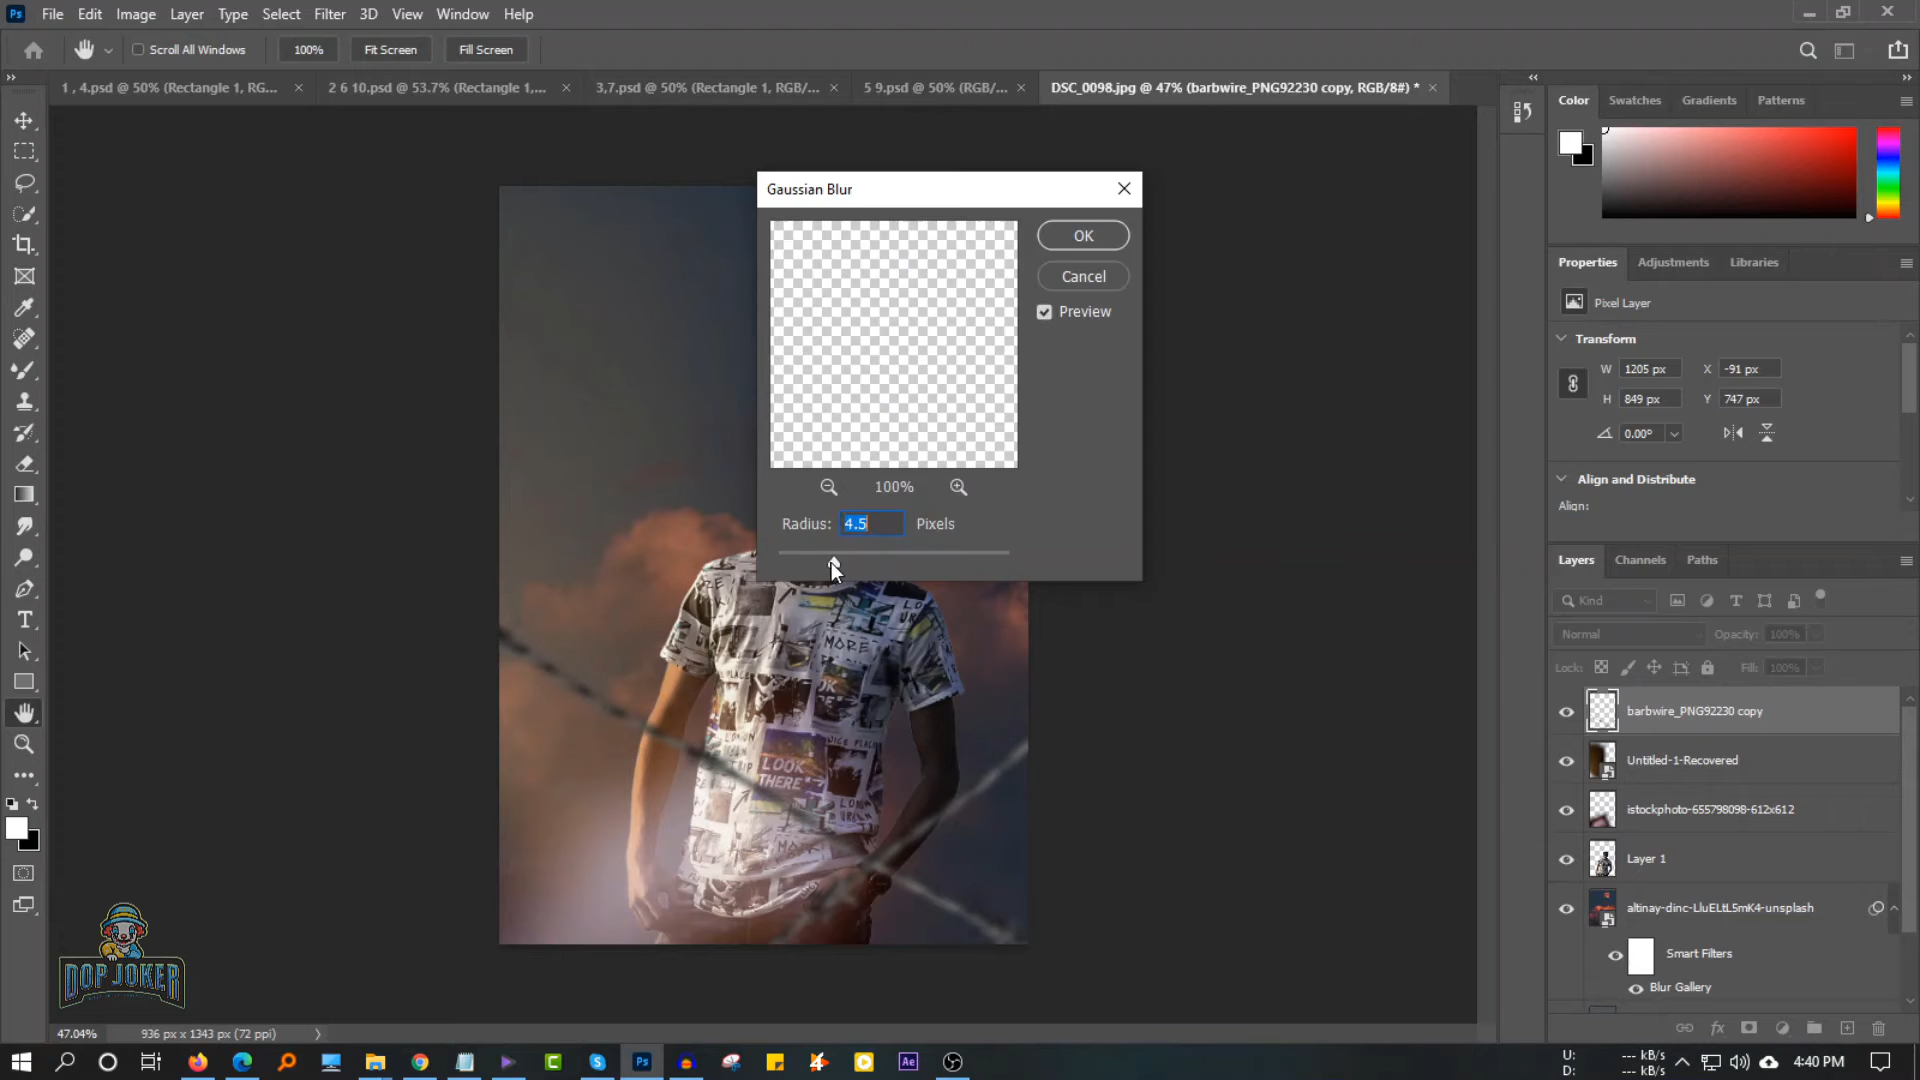 Ps File Edit Image Layer Type Select Filter 3D View Window Help
Scroll All Windows 100% Fit Screen Fill Screen
1 , 4.psd @ 50% (Rectangle 1, RG... × 2 6 10.psd @ 53.7% (Rectangle 1,... × 3,7.psd @ 50% (Rectangle 1, RGB/... × 5 9.psd @ 50% (RGB/... × DSC_0098.jpg @ 47% (barbwire_PNG92230 copy, RGB/8#) * ×
Color Swatches Gradients Patterns
Gaussian Blur
OK
Cancel
Preview
100%
Radius: 4.5 Pixels
Properties Adjustments Libraries
Pixel Layer
Transform
W 1205 px X -91 px
H 849 px Y 747 px
0.00°
Align and Distribute
Align:
Layers Channels Paths
Kind
Normal Opacity: 100%
Lock: Fill: 100%
barbwire_PNG92230 copy
Untitled-1-Recovered
istockphoto-655798098-612x612
Layer 1
altinay-dinc-LluELtL5mK4-unsplash
Smart Filters
Blur Gallery
MORE
LOOK
THERE
DOP JOKER
47.04% 936 px x 1343 px (72 ppi)
Ps Ae
U: --- kB/s
D: --- kB/s
4:40 PM